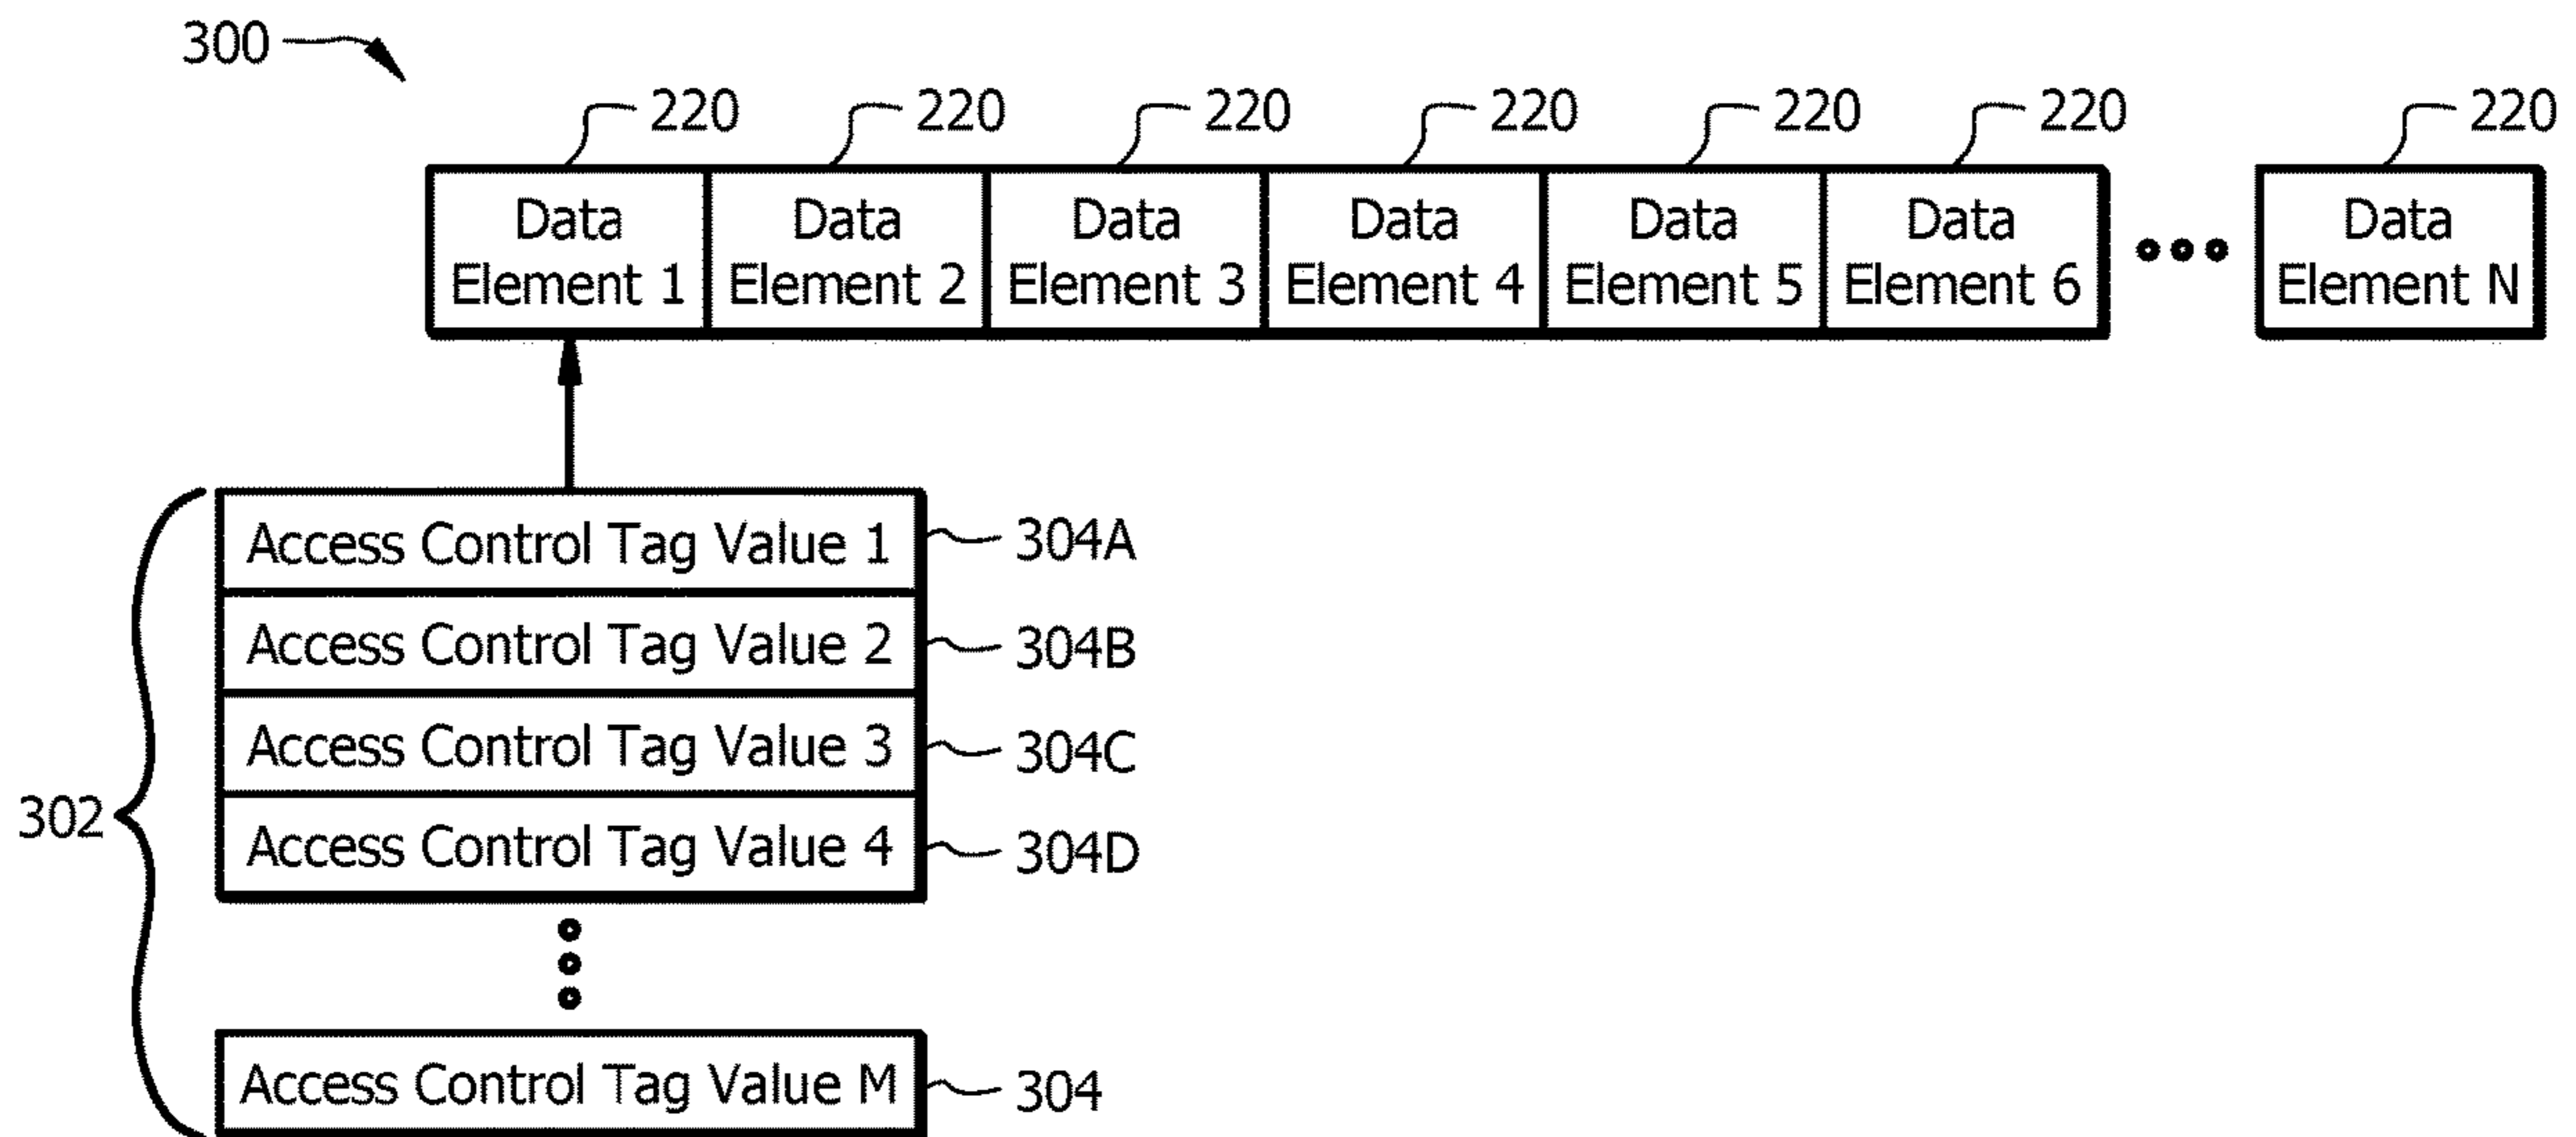 300
220 220 220 220 220 220 220
Data Data Data Data Data Data Data
Element 1 Element 2 Element 3 Element 4 Element 5 Element 6 Element N
Access Control Tag Value 1 304A
Access Control Tag Value 2 304B
Access Control Tag Value 3 304C
302
Access Control Tag Value 4 304D
Access Control Tag Value M 304